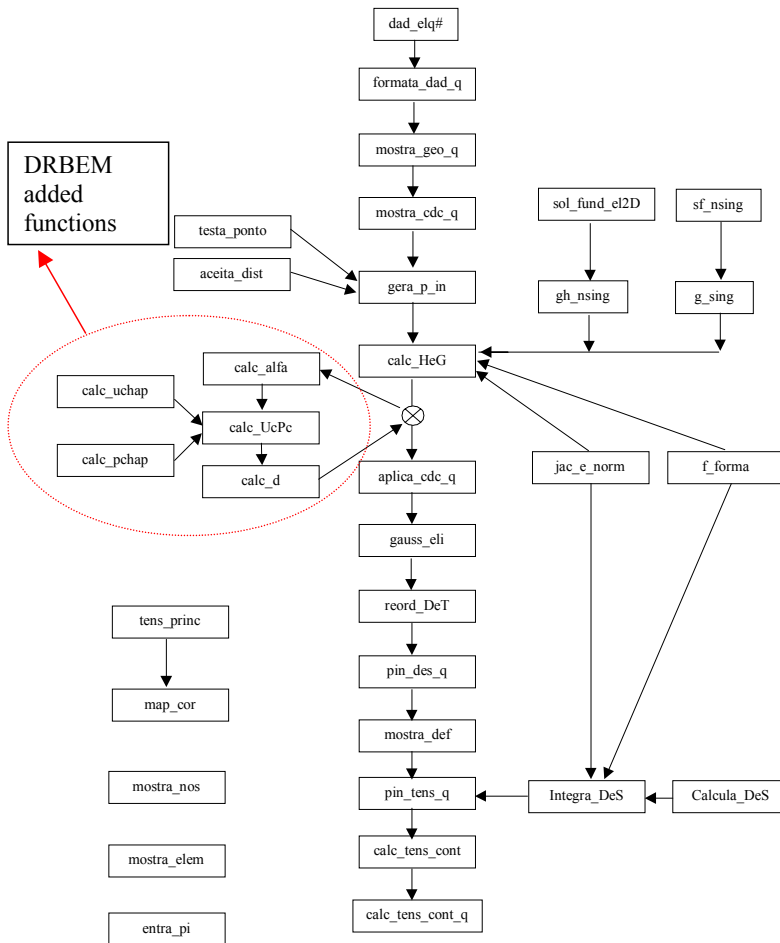 dad_elq#
formata_dad_q
mostra_geo_q
DRBEM
added
functions
mostra_cdc_q
sol_fund_el2D
sf_nsing
testa_ponto
aceita_dist
gera_p_in
gh_nsing
g_sing
calc_HeG
calc_alfa
calc_uchap
calc_UcPc
calc_pchap
calc_d
aplica_cdc_q
jac_e_norm
f_forma
gauss_eli
reord_DeT
tens_princ
pin_des_q
map_cor
mostra_def
mostra_nos
pin_tens_q
Integra_DeS
Calcula_DeS
mostra_elem
calc_tens_cont
calc_tens_cont_q
entra_pi